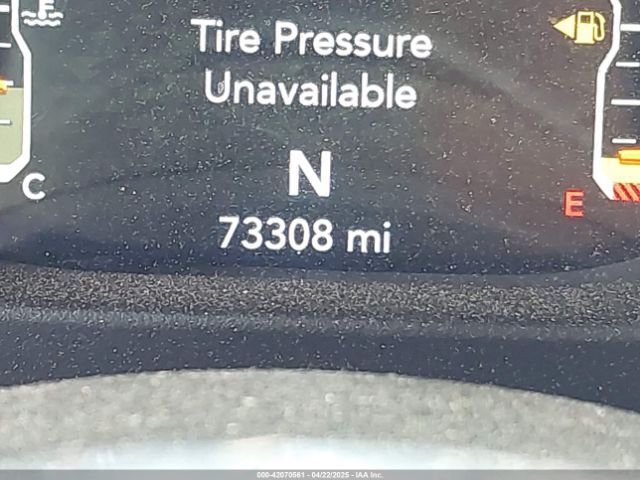 Tire Pressure
Unavailable
N
C
E
73308 mi
000-42070561 - 04/22/2025 - IAA Inc.